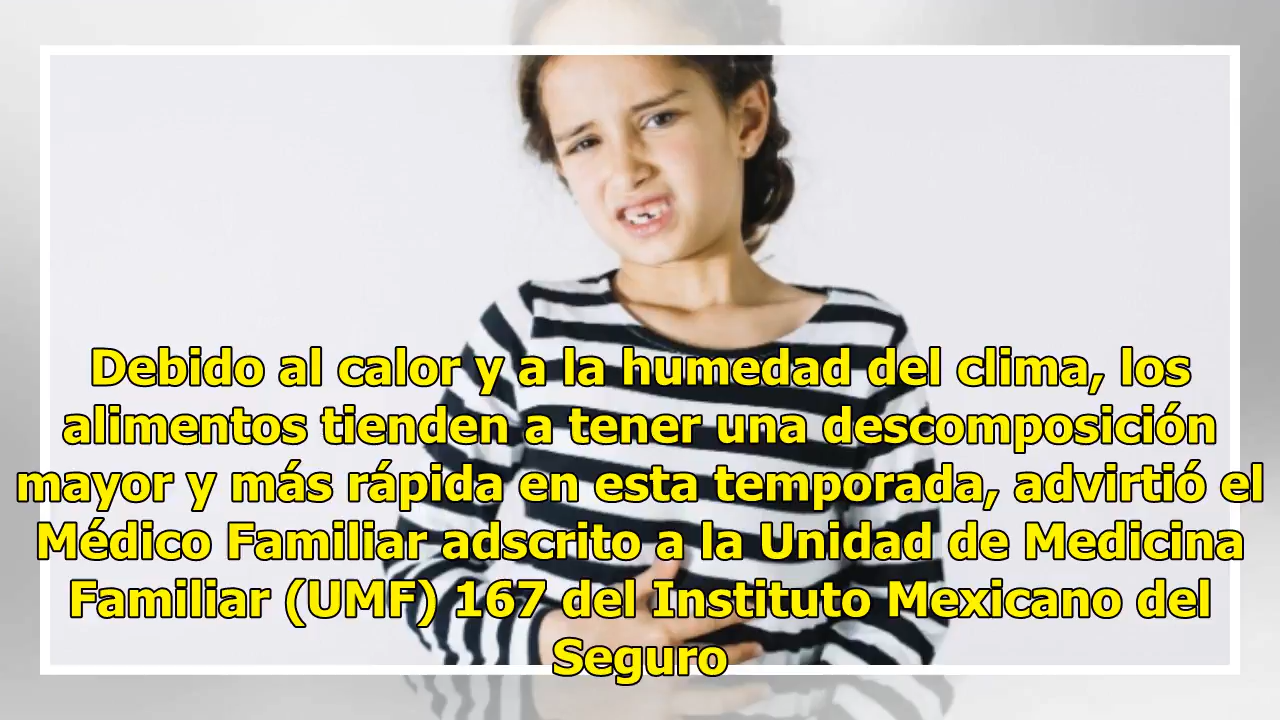 Debido al calor y a la humedad del clima, los
alimentos tienden a tener una descomposición
mayor y más rápida en esta temporada, advirtió el
Médico Familiar adscrito a la Unidad de Medicina
Familiar (UMF) 167 del Instituto Mexicano del
Seguro